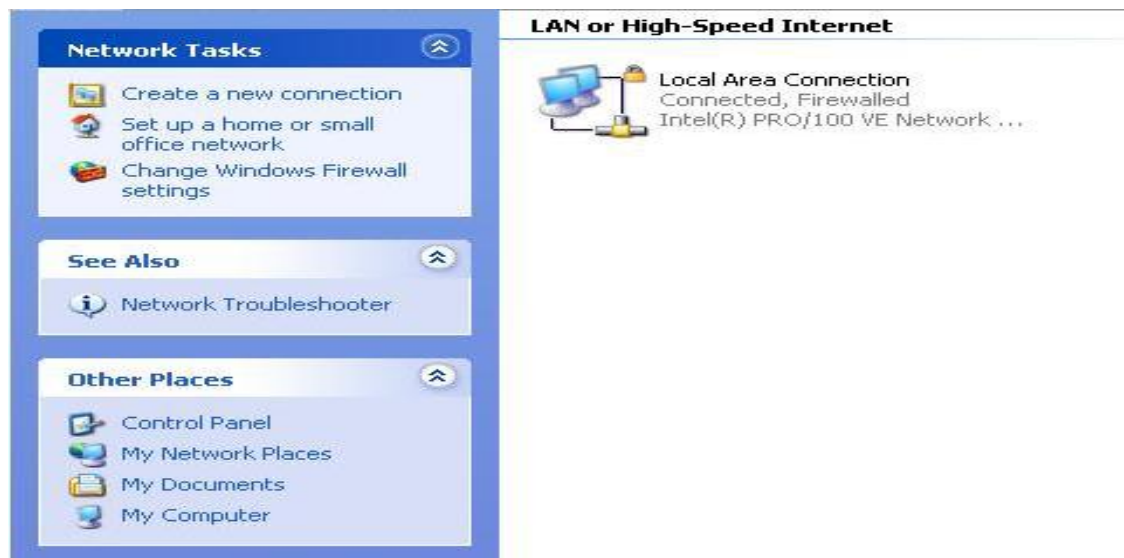 Network Tasks
Create a new connection
Set up a home or small
office network
Change Windows Firewall
settings
See Also
Network Troubleshooter
Other Places
Control Panel
My Network Places
My Documents
My Computer
LAN or High-Speed Internet
Local Area Connection
Connected, Firewalled
Intel(R) PRO/100 VE Network ...